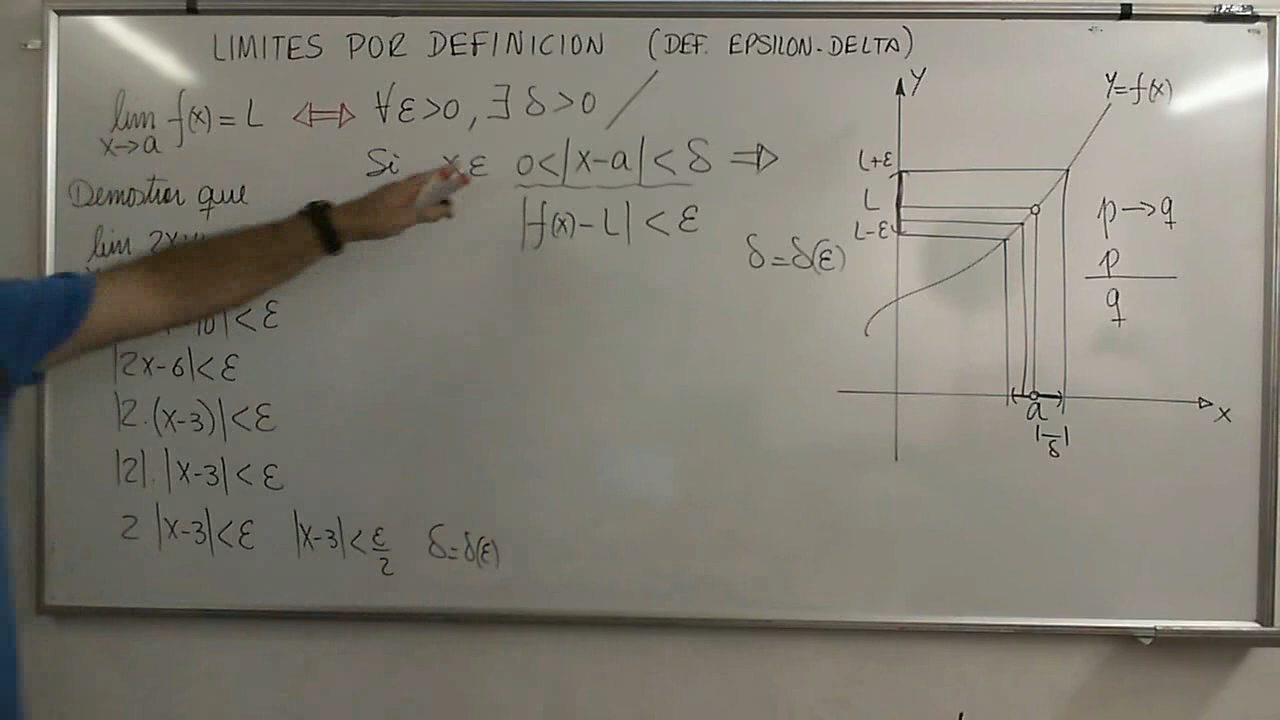 LIMITES POR DEFINICION (DEF. EPSILON-DELTA)
lim f(x) = L ⟺ ∀ε>0, ∃ δ>0 /
x→a
Si x ε 0<|x-a|<δ ⇒
|f(x)-L|<ε
δ=δ(ε)
Demostrar que
lim 2x+
10|<ε
|2x-6|<ε
|2.(x-3)|<ε
|2|.|x-3|<ε
2 |x-3|<ε |x-3|<ε/2 δ=δ(ε)
y
y=f(x)
L+ε
L
L-ε
a
δ
x
p→q
p
q